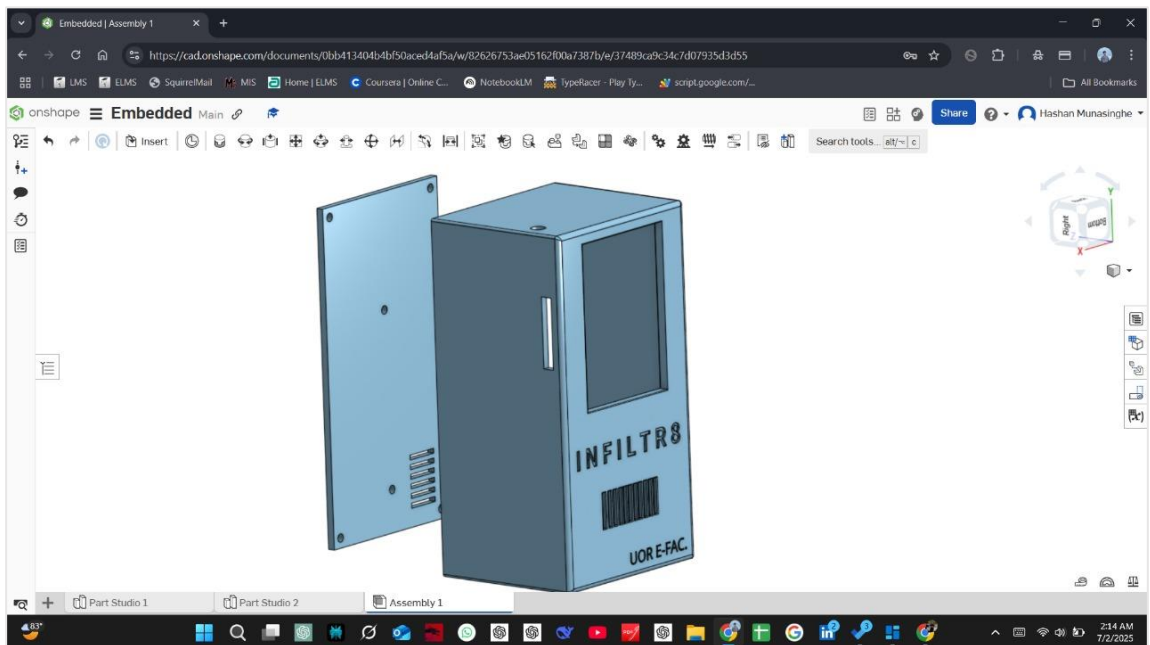 Embedded | Assembly 1
https://cad.onshape.com/documents/0bb413404b4bf50aced4af5a/w/82626753ae05162f00a7387b/e/37489ca9c34c7d07935d3d55
LMS ELMS SquirrelMail MIS Home | ELMS Coursera | Online C... NotebookLM TypeRacer - Play Ty... script.google.com/... All Bookmarks
onshape Embedded Main Share Hashan Munasinghe
Insert Search tools... alt/⌥ c
Y
Right
Bottom
Z
X
INFILTR8
UOR E-FAC.
Part Studio 1 Part Studio 2 Assembly 1
83°
2:14 AM
7/2/2025